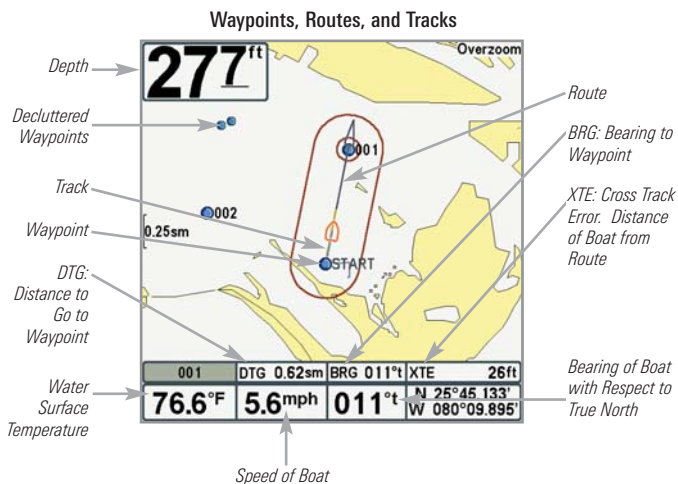 Waypoints, Routes, and Tracks
277 ft
Overzoom
Depth
Decluttered
Waypoints
Track
Waypoint
DTG:
Distance to
Go to
Waypoint
Water
Surface
Temperature
001
002
0.25sm
START
Route
BRG: Bearing to
Waypoint
XTE: Cross Track
Error. Distance
of Boat from
Route
Bearing of Boat
with Respect to
True North
001 DTG 0.62sm BRG 011°t XTE 26ft
76.6°F 5.6mph 011°t N 25°45.133'
W 080°09.895'
Speed of Boat